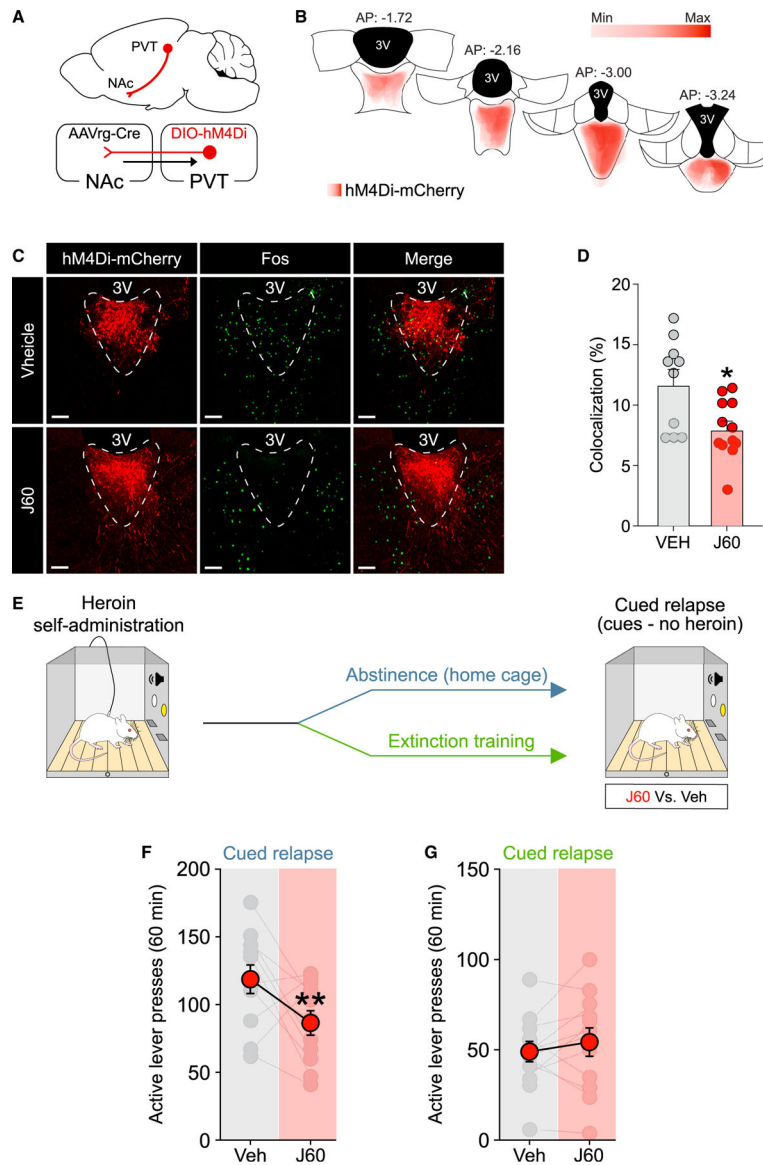 A
PVT
NAc
AAVrg-Cre
DIO-hM4Di
NAc
PVT
B
AP: -1.72
3V
AP: -2.16
3V
AP: -3.00
3V
AP: -3.24
3V
Min
Max
hM4Di-mCherry
C
hM4Di-mCherry
Fos
Merge
Vheicle
3V
3V
3V
J60
3V
3V
3V
D
Colocalization (%)
20
15
10
5
0
*
VEH
J60
E
Heroin
self-administration
Abstinence (home cage)
Extinction training
Cued relapse
(cues - no heroin)
J60 Vs. Veh
F
Cued relapse
Active lever presses (60 min)
200
150
100
50
0
**
Veh
J60
G
Cued relapse
Active lever presses (60 min)
150
100
50
0
Veh
J60